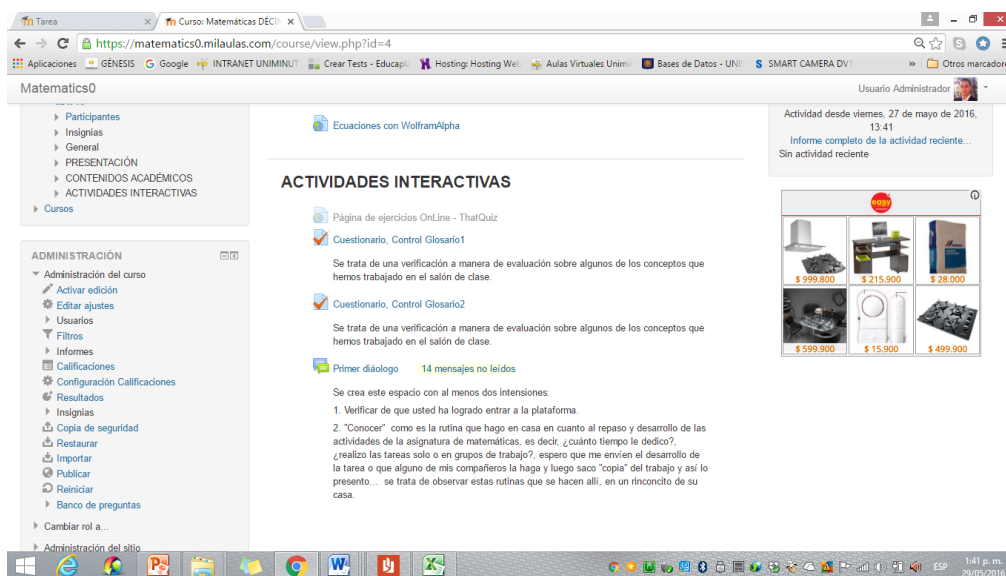 Tarea
Curso: Matemáticas DÉCI
https://matematics0.milaulas.com/course/view.php?id=4
Aplicaciones GÉNESIS Google INTRANET UNIMINUT Crear Tests - Educapl Hosting: Hosting Web Aulas Virtuales Unimi Bases de Datos - UNI SMART CAMERA DV » Otros marcadore
Matematics0
Usuario Administrador
Participantes
Insignias
General
PRESENTACIÓN
CONTENIDOS ACADÉMICOS
ACTIVIDADES INTERACTIVAS
Cursos
ADMINISTRACIÓN
Administración del curso
Activar edición
Editar ajustes
Usuarios
Filtros
Informes
Calificaciones
Configuración Calificaciones
Resultados
Insignias
Copia de seguridad
Restaurar
Importar
Publicar
Reiniciar
Banco de preguntas
Cambiar rol a...
Administración del sitio
Ecuaciones con WolframAlpha
ACTIVIDADES INTERACTIVAS
Página de ejercicios OnLine - ThatQuiz
Cuestionario, Control Glosario1
Se trata de una verificación a manera de evaluación sobre algunos de los conceptos que
hemos trabajado en el salón de clase.
Cuestionario, Control Glosario2
Se trata de una verificación a manera de evaluación sobre algunos de los conceptos que
hemos trabajado en el salón de clase.
Primer diáologo 14 mensajes no leídos
Se crea este espacio con al menos dos intensiones:
1. Verificar de que usted ha logrado entrar a la plataforma.
2. "Conocer" como es la rutina que hago en casa en cuanto al repaso y desarrollo de las
actividades de la asignatura de matemáticas, es decir, ¿cuánto tiempo le dedico?,
¿realizo las tareas solo o en grupos de trabajo?, espero que me envíen el desarrollo de
la tarea o que alguno de mis compañeros la haga y luego saco "copia" del trabajo y así lo
presento... se trata de observar estas rutinas que se hacen allí, en un rinconcito de su
casa.
Actividad desde viernes, 27 de mayo de 2016,
13:41
Informe completo de la actividad reciente...
Sin actividad reciente
easy
$ 999.800 $ 215.900 $ 28.000
$ 599.900 $ 15.900 $ 499.900
ESP
1:41 p. m.
29/05/2016